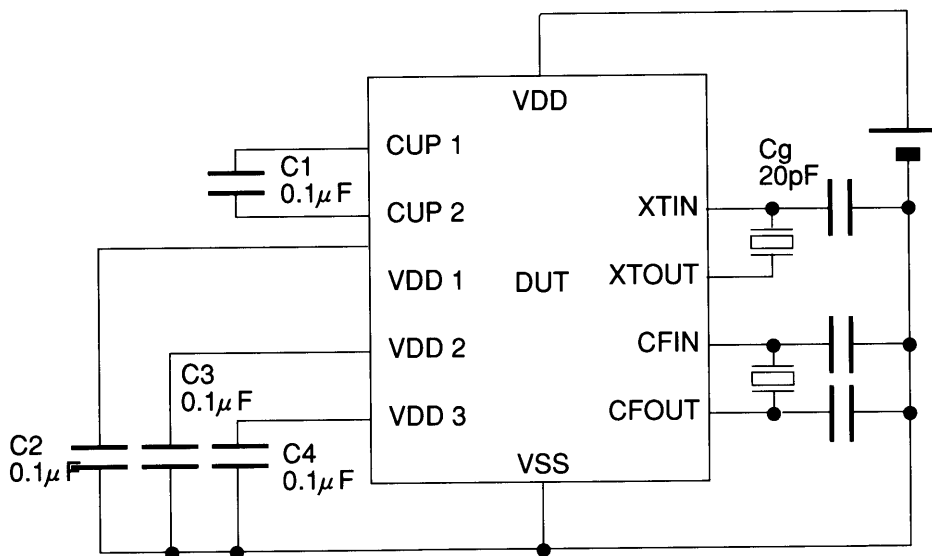 VDD
CUP 1
C1
0.1μF
CUP 2
Cg
20pF
XTIN
VDD 1
DUT
XTOUT
VDD 2
CFIN
C3
0.1μF
VDD 3
CFOUT
C2
0.1μF
C4
0.1μF
VSS